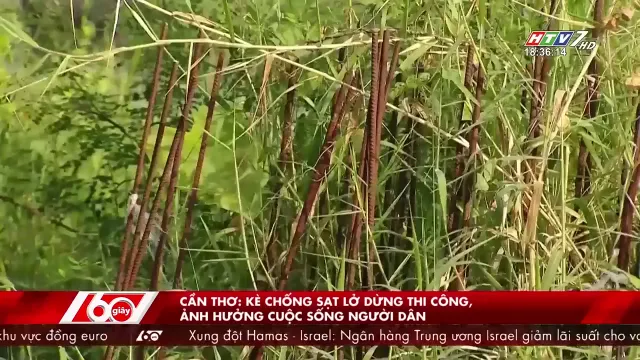 HTV7 HD
18:36:14
60 giây
CẦN THƠ: KÈ CHỐNG SẠT LỞ DỪNG THI CÔNG,
ẢNH HƯỞNG CUỘC SỐNG NGƯỜI DÂN
khu vực đồng euro 60 Xung đột Hamas - Israel: Ngân hàng Trung ương Israel giảm lãi suất cho v